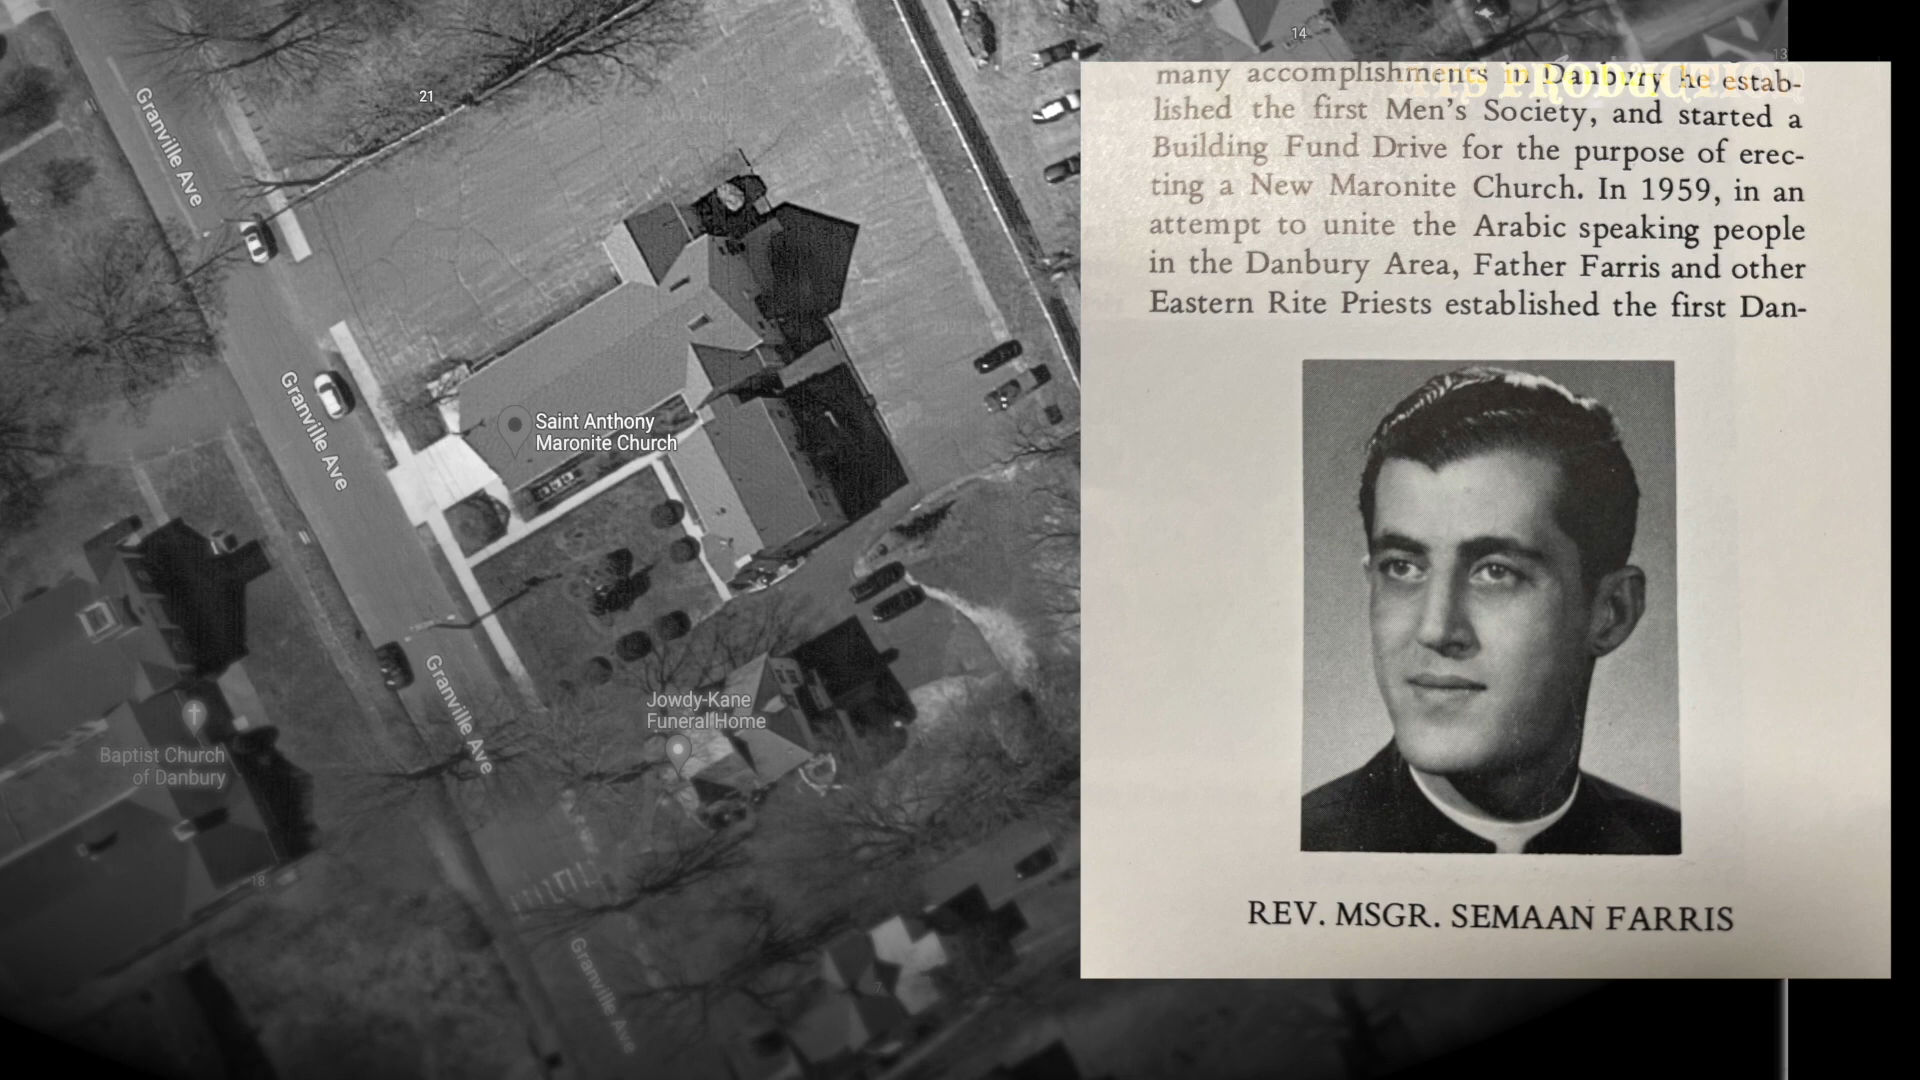 14
13
21
Granville Ave
Granville Ave
Saint Anthony
Maronite Church
Granville Ave
Jowdy-Kane
Funeral Home
Baptist Church
of Danbury
18
Granville Ave
7
PRODUCTION
many accomplishments in Danbury he estab-
lished the first Men's Society, and started a
Building Fund Drive for the purpose of erec-
ting a New Maronite Church. In 1959, in an
attempt to unite the Arabic speaking people
in the Danbury Area, Father Farris and other
Eastern Rite Priests established the first Dan-
REV. MSGR. SEMAAN FARRIS